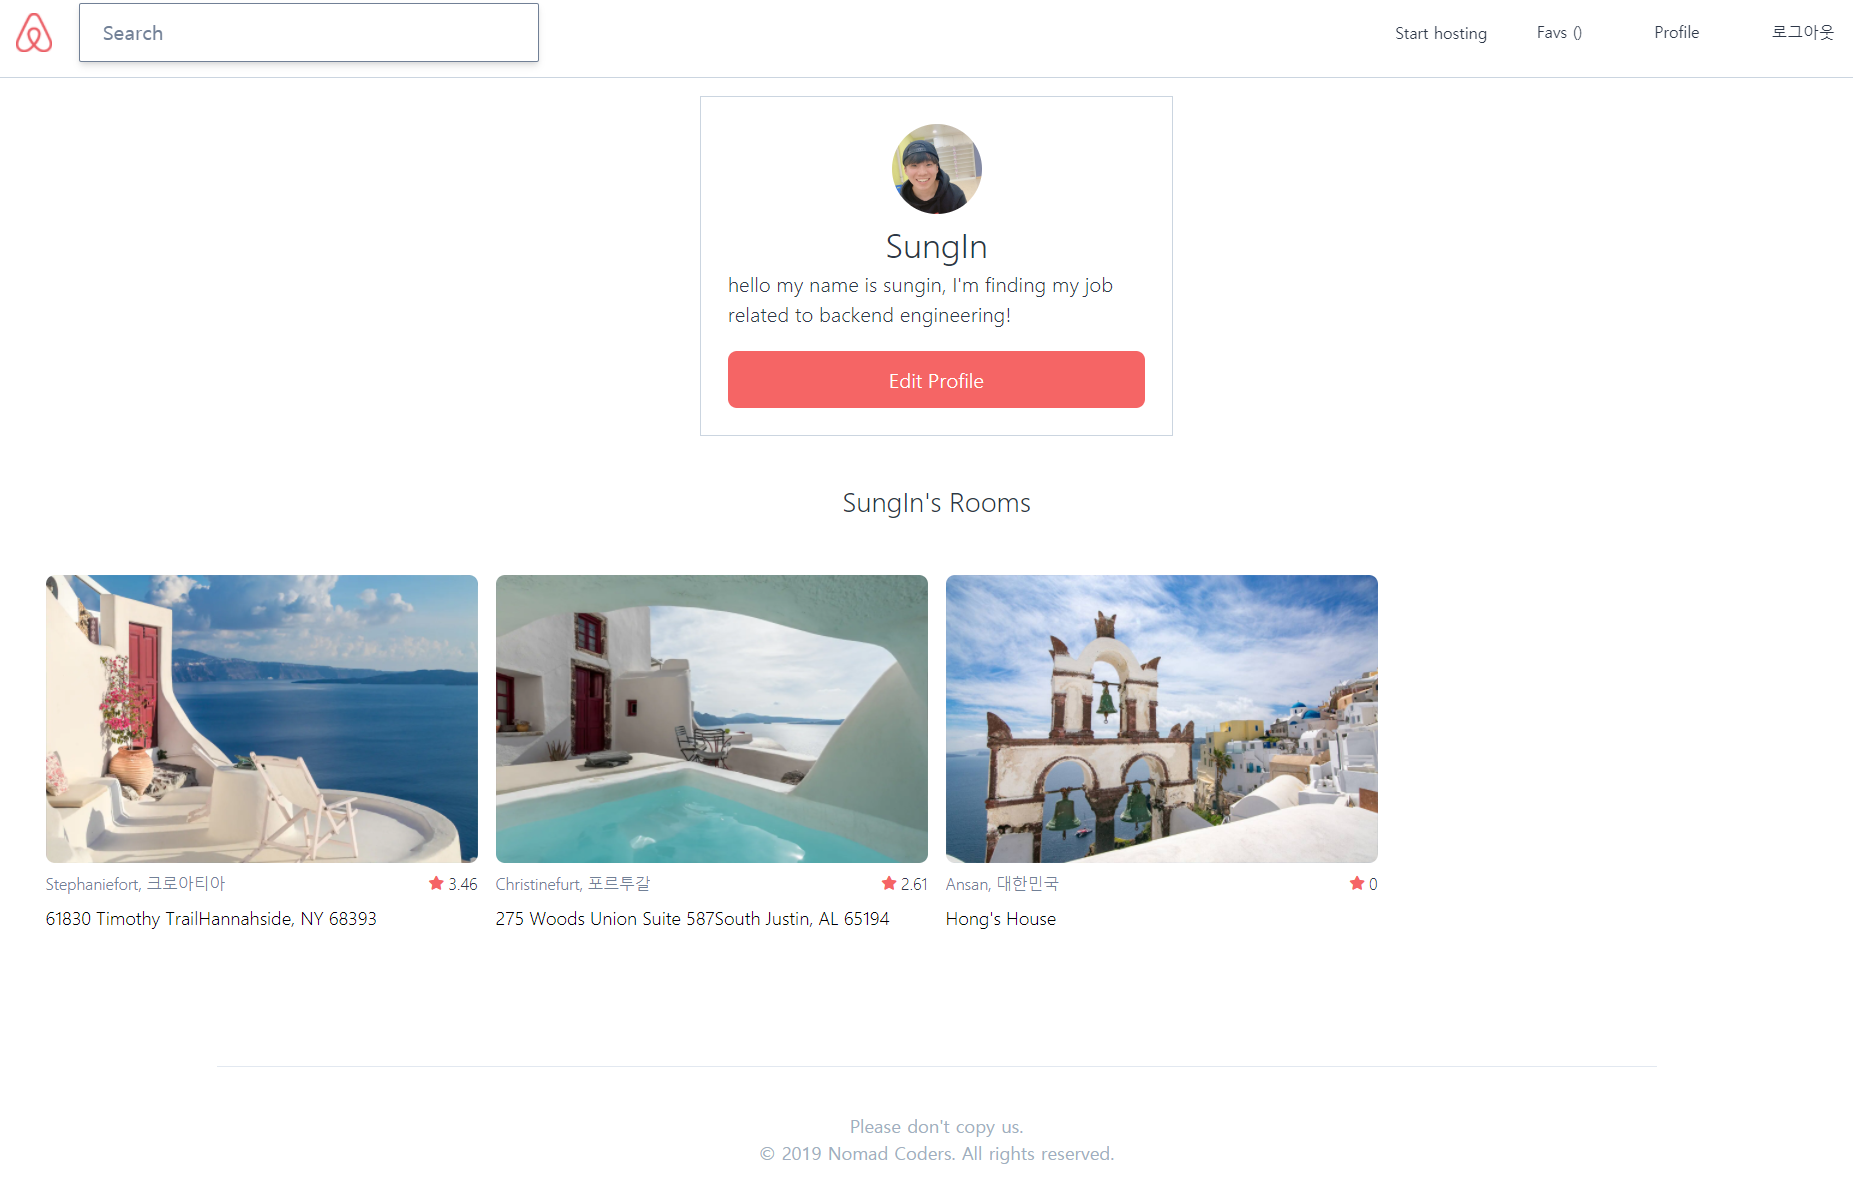 Search
Start hosting
Favs ()
Profile
로그아웃
SungIn
hello my name is sungin, I'm finding my job
related to backend engineering!
Edit Profile
SungIn's Rooms
Stephaniefort, 크로아티아
3.46
61830 Timothy TrailHannahside, NY 68393
Christinefurt, 포르투갈
2.61
275 Woods Union Suite 587South Justin, AL 65194
Ansan, 대한민국
0
Hong's House
Please don't copy us.
© 2019 Nomad Coders. All rights reserved.